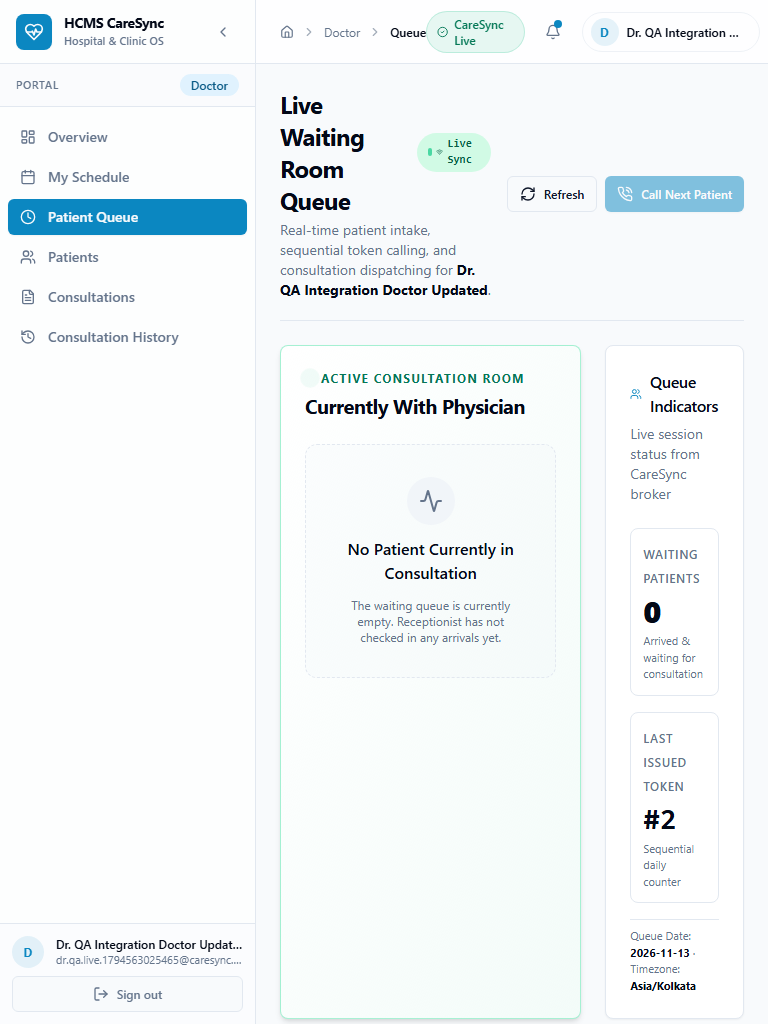 HCMS CareSync
Hospital & Clinic OS
PORTAL
Doctor
Overview
My Schedule
Patient Queue
Patients
Consultations
Consultation History
Dr. QA Integration Doctor Updat...
dr.qa.live.1794563025465@caresync....
Sign out
Doctor
Queue
CareSync
Live
D
Dr. QA Integration ...
Live
Waiting
Room
Queue
Live
Sync
Real-time patient intake,
sequential token calling, and
consultation dispatching for Dr.
QA Integration Doctor Updated.
Refresh
Call Next Patient
ACTIVE CONSULTATION ROOM
Currently With Physician
No Patient Currently in
Consultation
The waiting queue is currently
empty. Receptionist has not
checked in any arrivals yet.
Queue
Indicators
Live session
status from
CareSync
broker
WAITING
PATIENTS
0
Arrived &
waiting for
consultation
LAST
ISSUED
TOKEN
#2
Sequential
daily
counter
Queue Date:
2026-11-13 ·
Timezone:
Asia/Kolkata
D